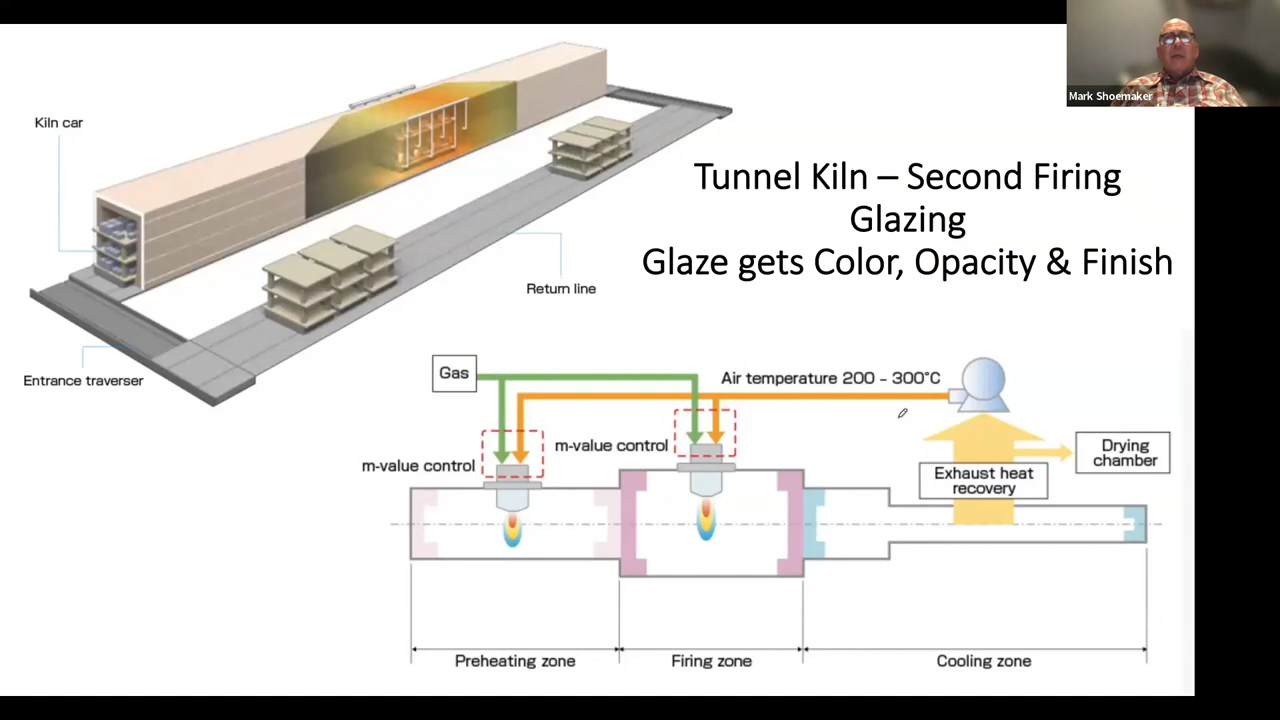 Mark Shoemaker
Kiln car
Tunnel Kiln – Second Firing
Glazing
Glaze gets Color, Opacity & Finish
Return line
Entrance traverser
Gas
Air temperature 200 – 300°C
m-value control
m-value control
Drying
chamber
Exhaust heat
recovery
Preheating zone
Firing zone
Cooling zone